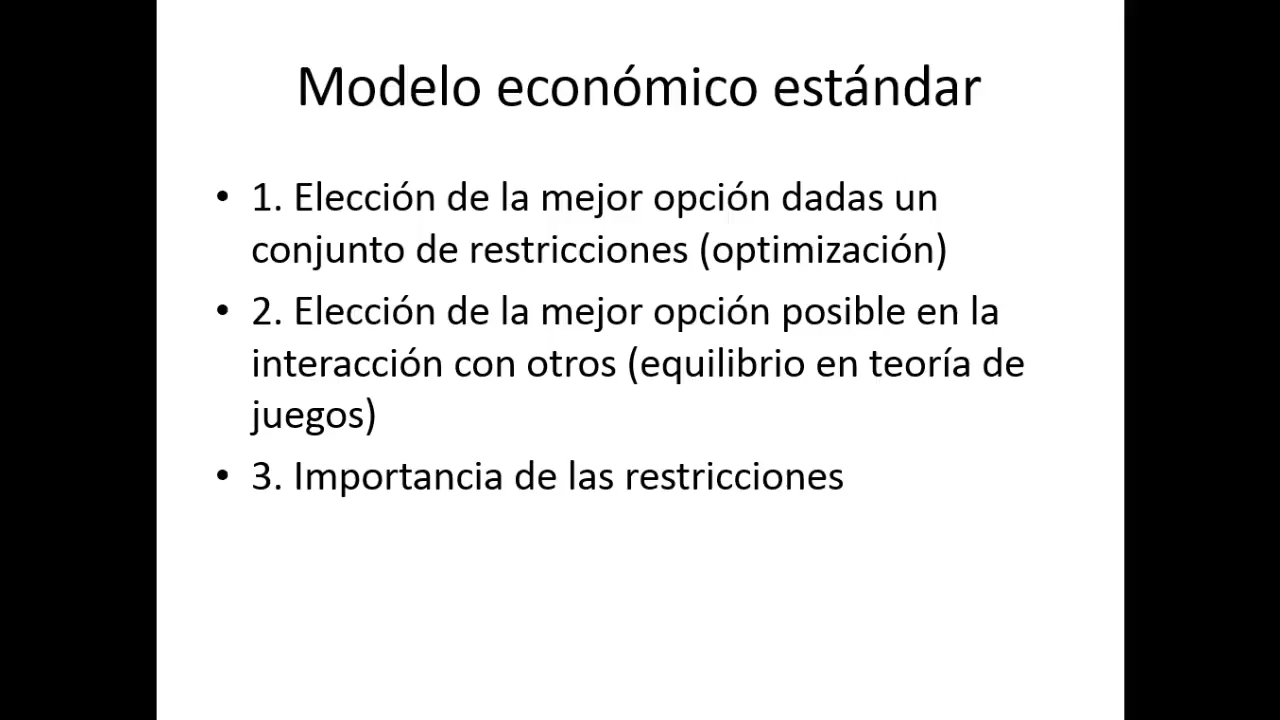 Modelo económico estándar
• 1. Elección de la mejor opción dadas un
conjunto de restricciones (optimización)
• 2. Elección de la mejor opción posible en la
interacción con otros (equilibrio en teoría de
juegos)
• 3. Importancia de las restricciones